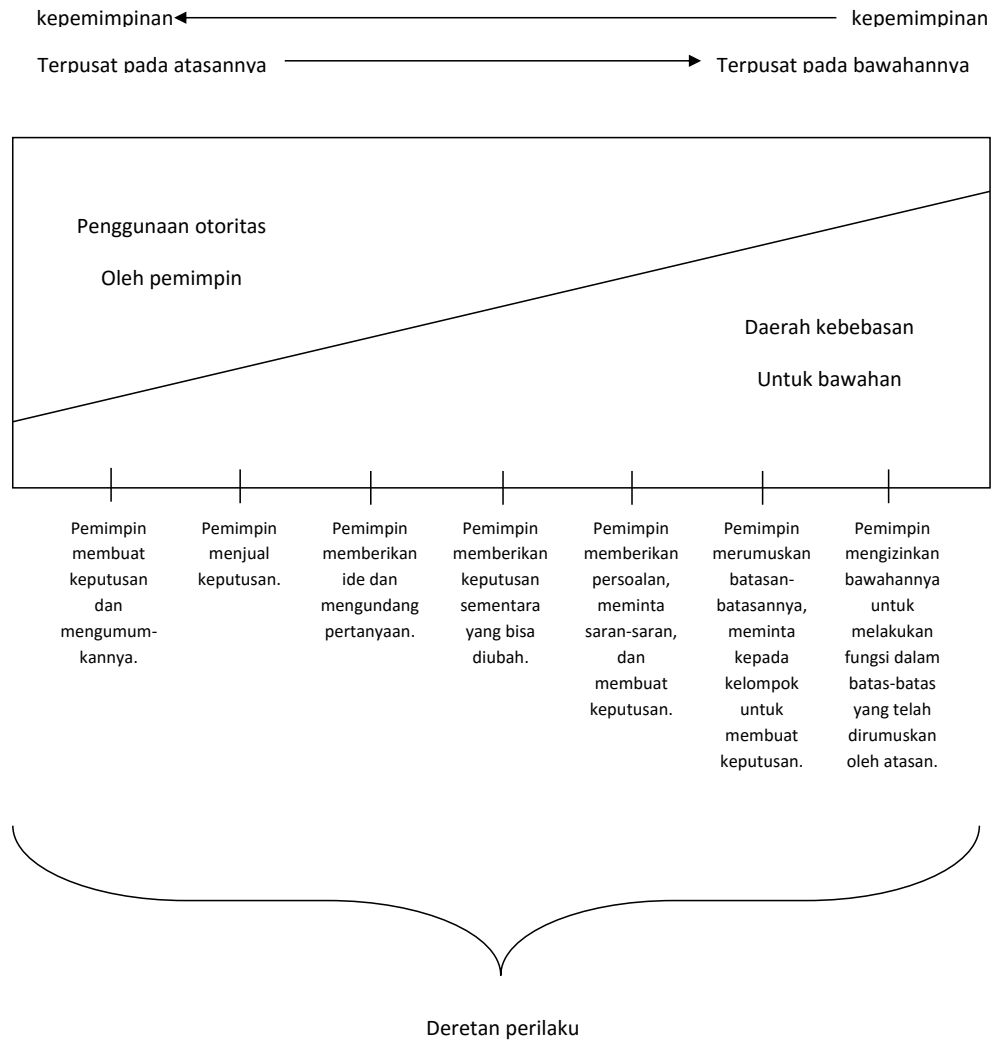 kepemimpinan
kepemimpinan
Terpusat pada atasannya
Terpusat pada bawahannya
Penggunaan otoritas
Oleh pemimpin
Daerah kebebasan
Untuk bawahan
Pemimpin
membuat
keputusan
dan
mengumum-
kannya.
Pemimpin
menjual
keputusan.
Pemimpin
memberikan
ide dan
mengundang
pertanyaan.
Pemimpin
memberikan
keputusan
sementara
yang bisa
diubah.
Pemimpin
memberikan
persoalan,
meminta
saran-saran,
dan
membuat
keputusan.
Pemimpin
merumuskan
batasan-
batasannya,
meminta
kepada
kelompok
untuk
membuat
keputusan.
Pemimpin
mengizinkan
bawahannya
untuk
melakukan
fungsi dalam
batas-batas
yang telah
dirumuskan
oleh atasan.
Deretan perilaku